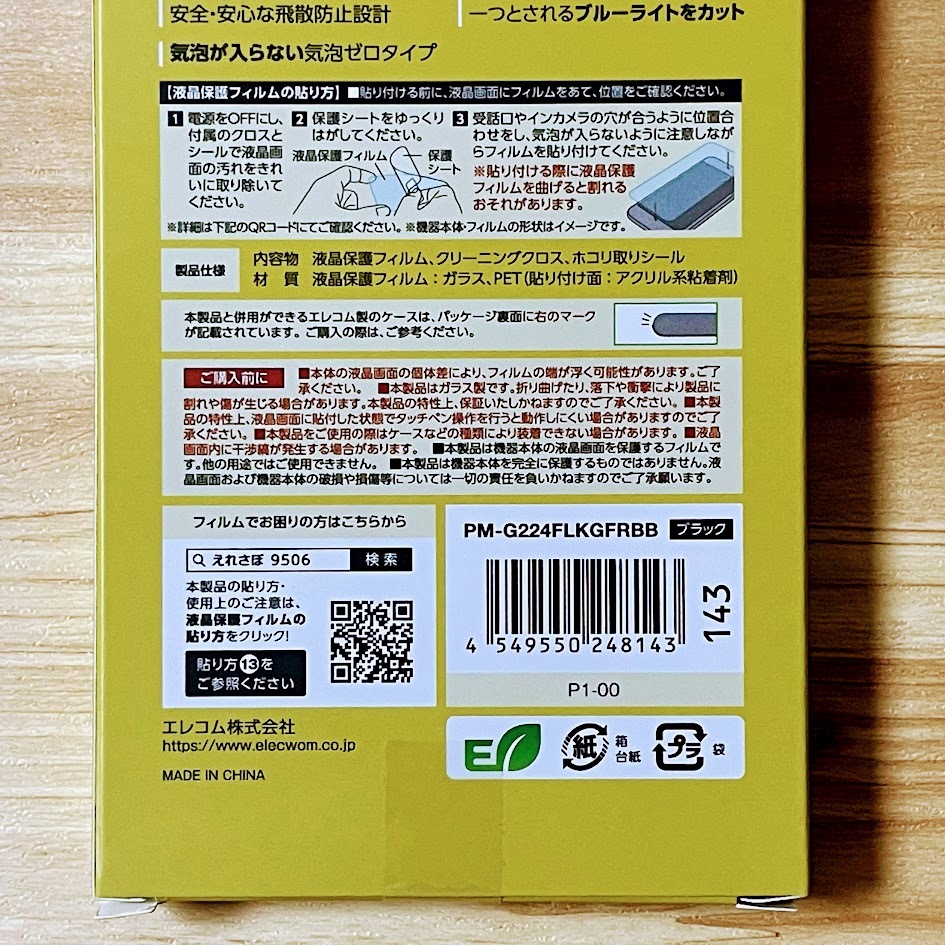 安全・安心な飛散防止設計
一つとされるブルーライトをカット
気泡が入らない気泡ゼロタイプ
【液晶保護フィルムの貼り方】 ■貼り付ける前に、液晶画面にフィルムをあて、位置をご確認ください。
1 電源をOFFにし、
付属のクロスと
シールで液晶画
面の汚れをきれ
いに取り除いて
ください。
2 保護シートをゆっくり
はがしてください。
液晶保護フィルム
保護
シート
3 受話口やインカメラの穴が合うように位置合
わせをし、気泡が入らないように注意しなが
らフィルムを貼り付けてください。
※貼り付ける際に液晶保護
フィルムを曲げると割れる
おそれがあります。
※詳細は下記のQRコードにてご確認ください。※機器本体・フィルムの形状はイメージです。
製品仕様
内容物 液晶保護フィルム、クリーニングクロス、ホコリ取りシール
材 質 液晶保護フィルム：ガラス、PET（貼り付け面：アクリル系粘着剤）
本製品と併用ができるエレコム製のケースは、パッケージ裏面に右のマーク
が記載されています。ご購入の際は、ご参考ください。
ご購入前に ■本体の液晶画面の個体差により、フィルムの端が浮く可能性があります。ご了
承ください。 ■本製品はガラス製です。折り曲げたり、落下や衝撃により製品に
割れや傷が生じる場合があります。本製品の特性上、保証いたしかねますのでご了承ください。 ■本製
品の特性上、液晶画面に貼付した状態でタッチペン操作を行うと動作しにくい場合がありますのでご了
承ください。 ■本製品をご使用の際はケースなどの種類により装着できない場合があります。 ■液晶
画面内に干渉縞が発生する場合があります。 ■本製品は機器本体の液晶画面を保護するフィルムで
す。他の用途ではご使用できません。 ■本製品は機器本体を完全に保護するものではありません。液
晶画面および機器本体の破損や損傷等については一切の責任を負いかねますのでご了承願います。
フィルムでお困りの方はこちらから
えれさぽ 9506 検索
本製品の貼り方・
使用上のご注意は、
液晶保護フィルムの
貼り方をクリック！
貼り方⑬を
ご参照ください
PM-G224FLKGFRBB ブラック
4 549550 248143
143
P1-00
エレコム株式会社
https://www.elecwom.co.jp
MADE IN CHINA
E
紙
箱
台紙
プラ
袋